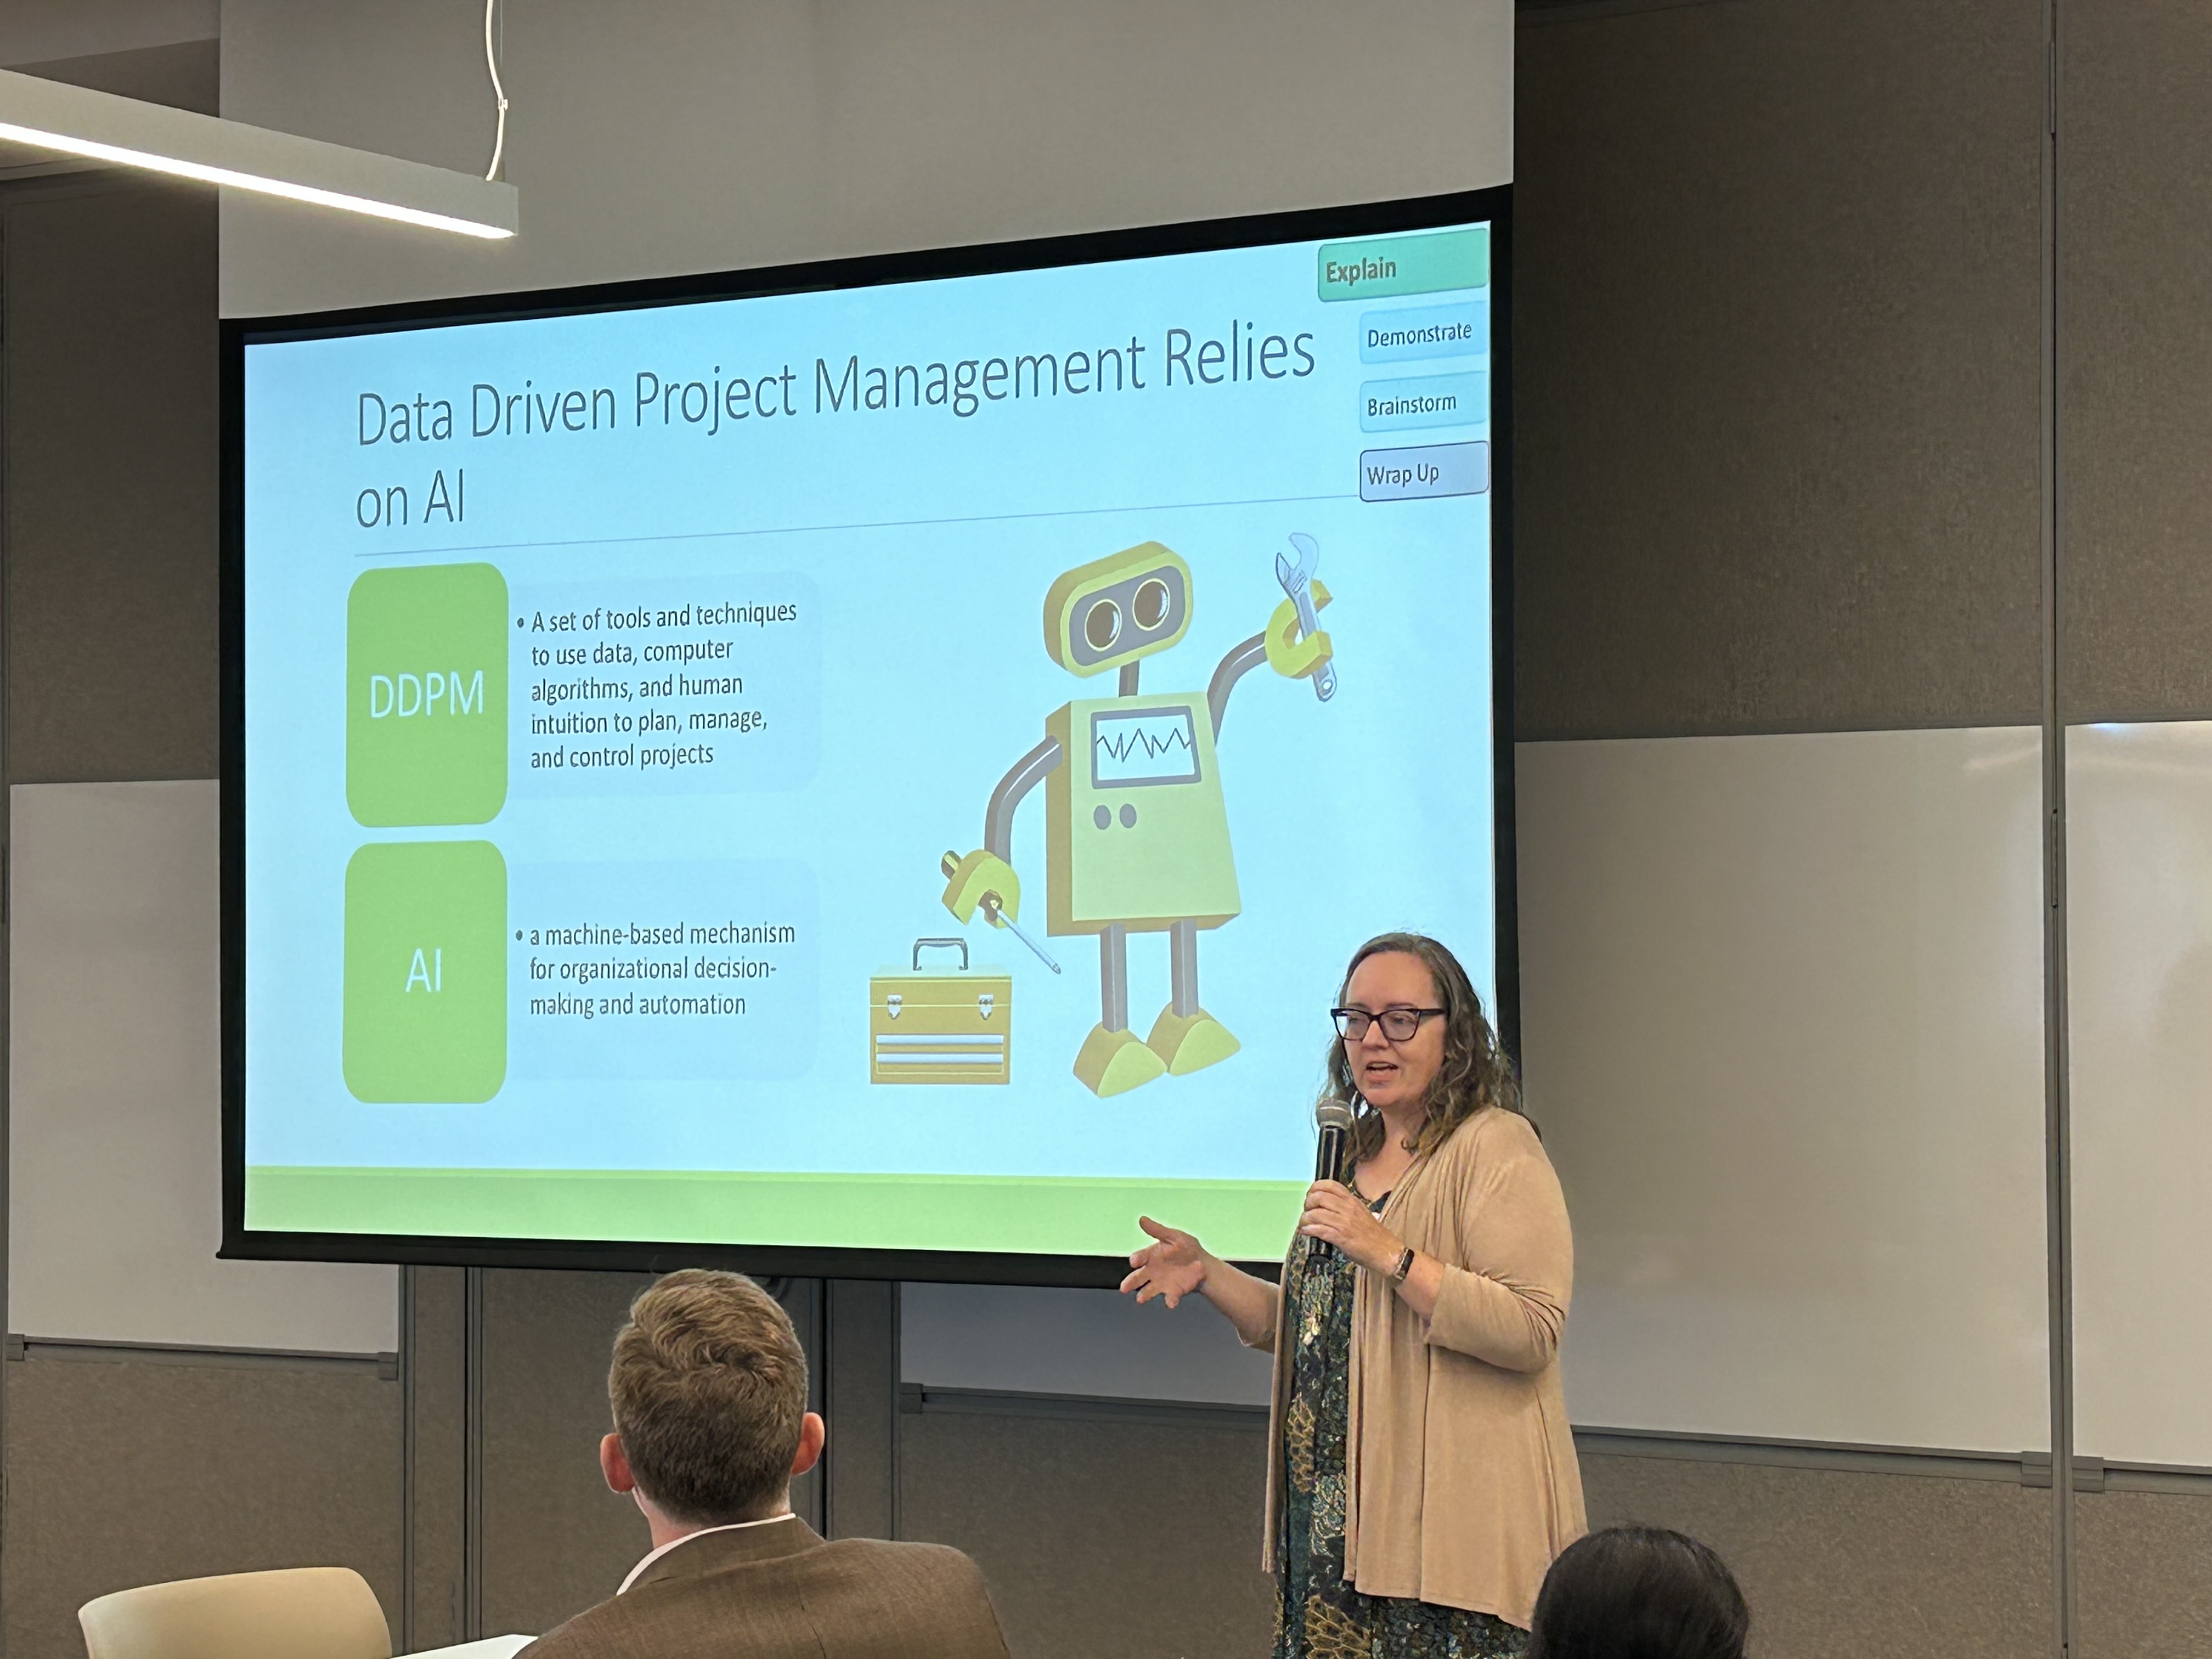 Explain
Demonstrate
Brainstorm
Wrap Up
Data Driven Project Management Relies
on AI
DDPM
• A set of tools and techniques
to use data, computer
algorithms, and human
intuition to plan, manage,
and control projects
AI
• a machine-based mechanism
for organizational decision-
making and automation